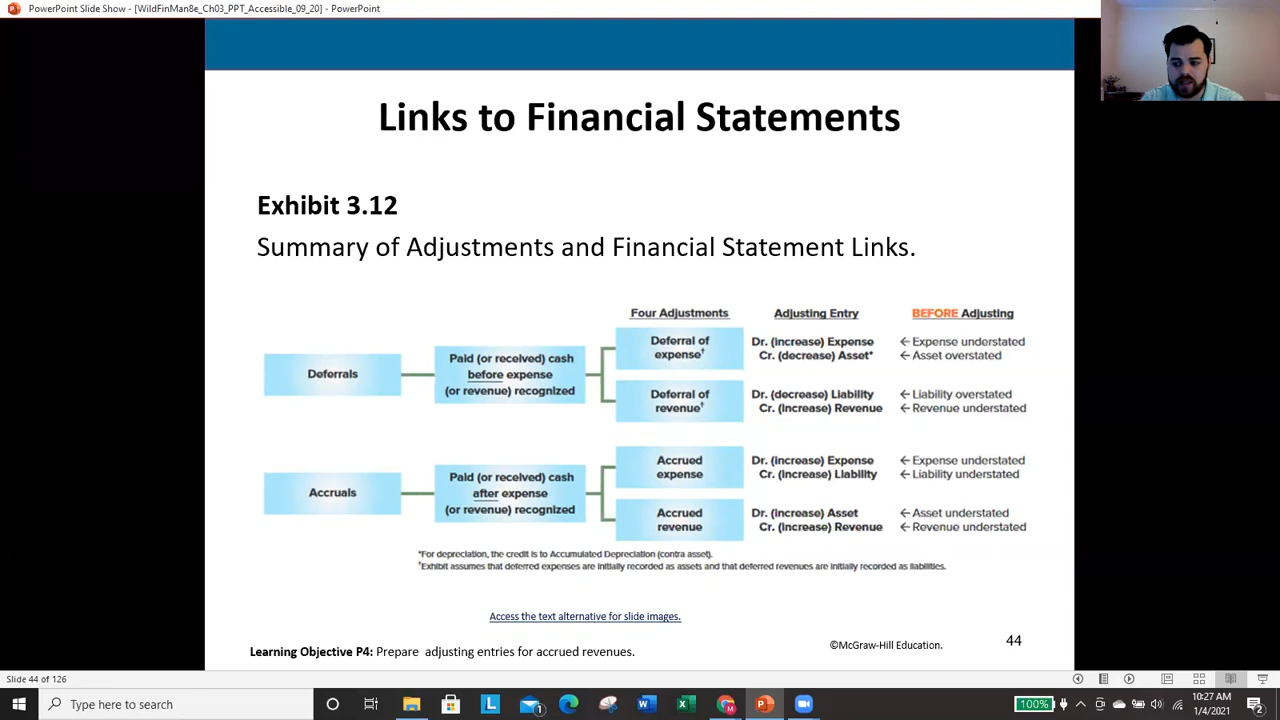 PowerPoint Slide Show - [WildFinMan8e_Ch03_PPT_Accessible_09_20] - PowerPoint
Links to Financial Statements
Exhibit 3.12
Summary of Adjustments and Financial Statement Links.
Four Adjustments
Adjusting Entry
BEFORE Adjusting
Deferrals
Paid (or received) cash
before expense
(or revenue) recognized
Deferral of
expense†
Dr. (increase) Expense
Cr. (decrease) Asset*
← Expense understated
← Asset overstated
Deferral of
revenue†
Dr. (decrease) Liability
Cr. (increase) Revenue
← Liability overstated
← Revenue understated
Accruals
Paid (or received) cash
after expense
(or revenue) recognized
Accrued
expense
Dr. (increase) Expense
Cr. (increase) Liability
← Expense understated
← Liability understated
Accrued
revenue
Dr. (increase) Asset
Cr. (increase) Revenue
← Asset understated
← Revenue understated
*For depreciation, the credit is to Accumulated Depreciation (contra asset).
†Exhibit assumes that deferred expenses are initially recorded as assets and that deferred revenues are initially recorded as liabilities.
Access the text alternative for slide images.
Learning Objective P4: Prepare adjusting entries for accrued revenues.
©McGraw-Hill Education.
44
Slide 44 of 126
Type here to search
100%
10:27 AM
1/4/2021